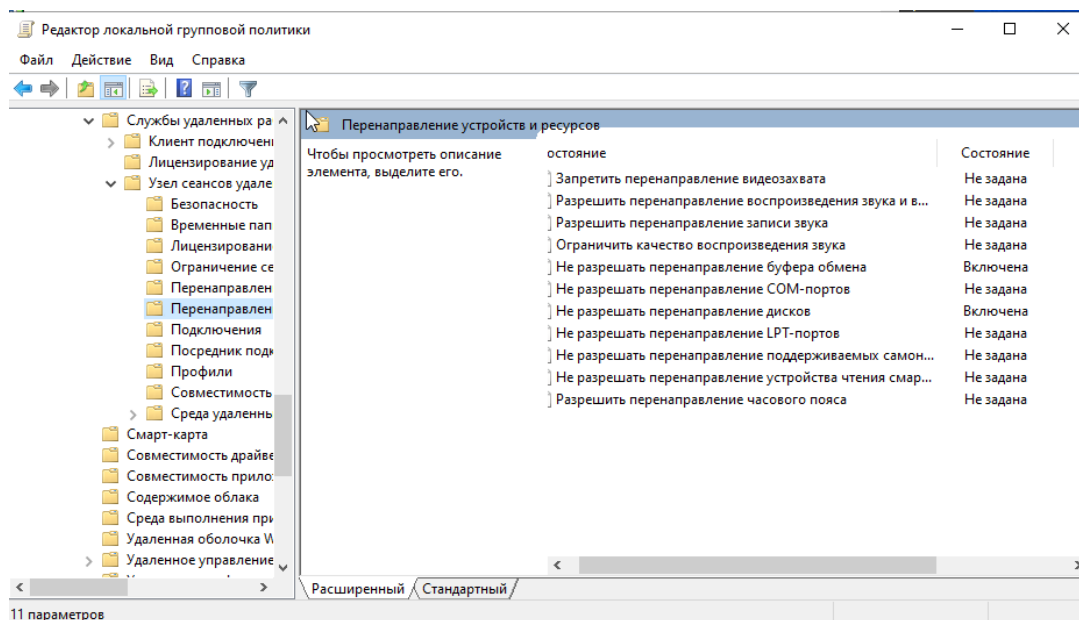 Редактор локальной групповой политики
Файл Действие Вид Справка
Службы удаленных ра
Клиент подключен
Лицензирование уд
Узел сеансов удале
Безопасность
Временные пап
Лицензировани
Ограничение се
Перенаправлен
Перенаправлен
Подключения
Посредник подк
Профили
Совместимость
Среда удаленнь
Смарт-карта
Совместимость драйве
Совместимость прило
Содержимое облака
Среда выполнения при
Удаленная оболочка W
Удаленное управление
Перенаправление устройств и ресурсов
Чтобы просмотреть описание
элемента, выделите его.
остояние Состояние
Запретить перенаправление видеозахвата Не задана
Разрешить перенаправление воспроизведения звука и в... Не задана
Разрешить перенаправление записи звука Не задана
Ограничить качество воспроизведения звука Не задана
Не разрешать перенаправление буфера обмена Включена
Не разрешать перенаправление COM-портов Не задана
Не разрешать перенаправление дисков Включена
Не разрешать перенаправление LPT-портов Не задана
Не разрешать перенаправление поддерживаемых самон... Не задана
Не разрешать перенаправление устройства чтения смар... Не задана
Разрешить перенаправление часового пояса Не задана
Расширенный Стандартный
11 параметров